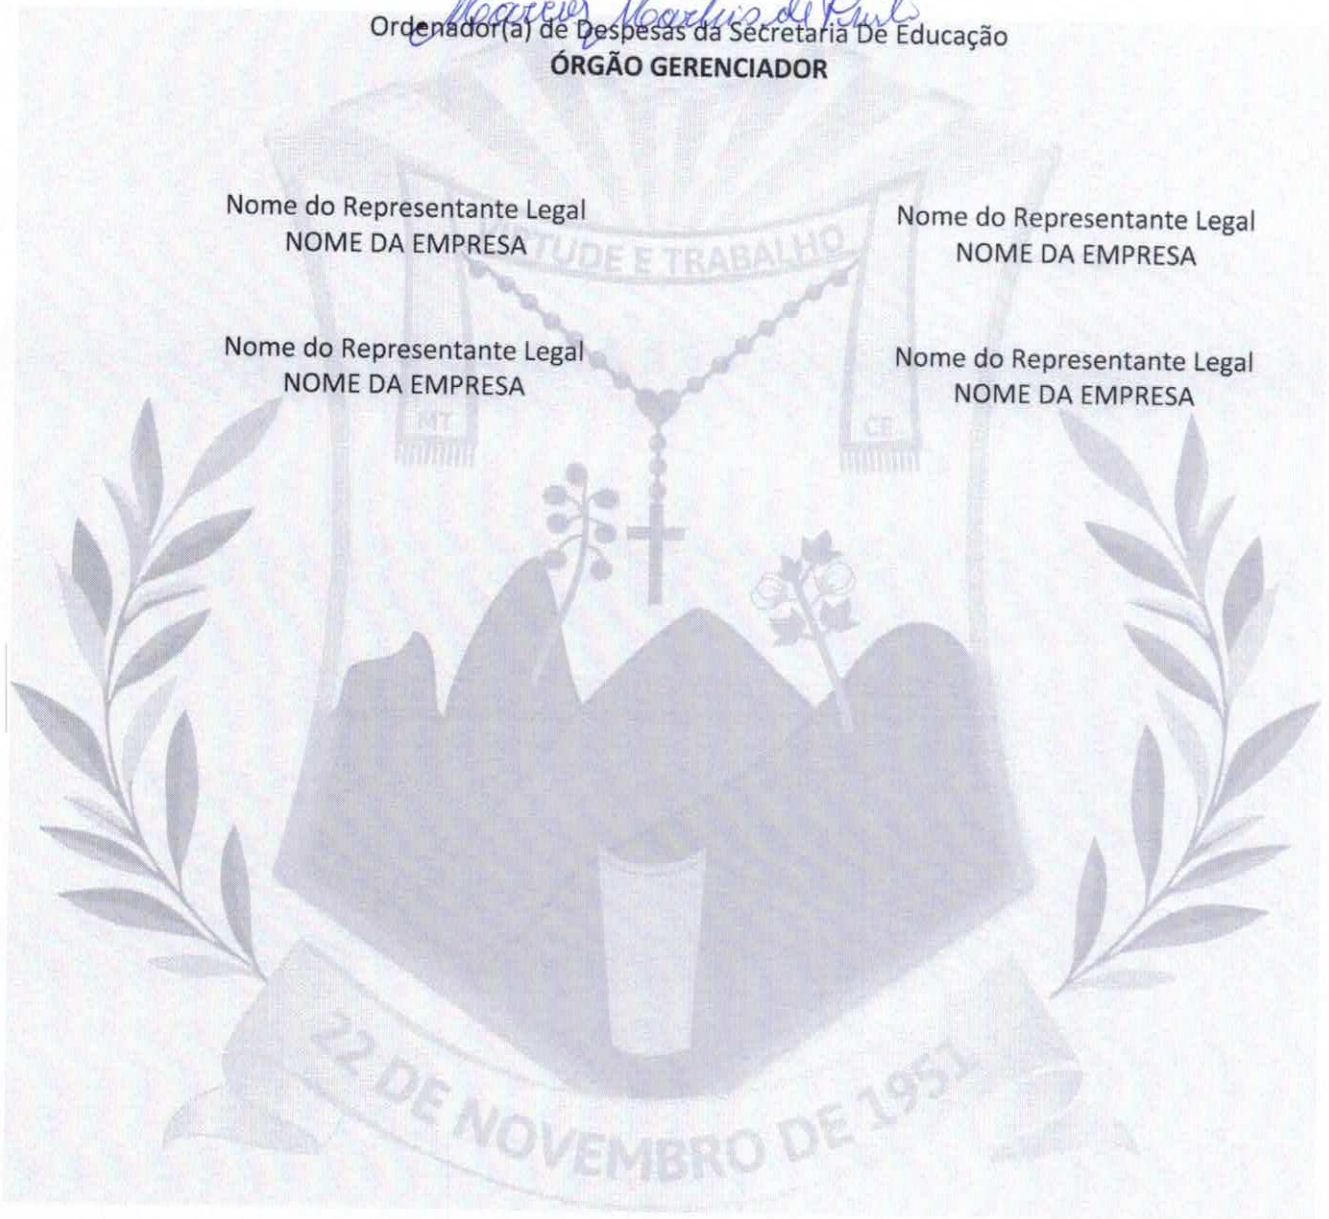 Ordenador(a) de Despesas da Secretaria De Educação
ÓRGÃO GERENCIADOR
Nome do Representante Legal
NOME DA EMPRESA
Nome do Representante Legal
NOME DA EMPRESA
VIRTUDE E TRABALHO
Nome do Representante Legal
NOME DA EMPRESA
Nome do Representante Legal
NOME DA EMPRESA
MT
CE
22 DE NOVEMBRO DE 1951